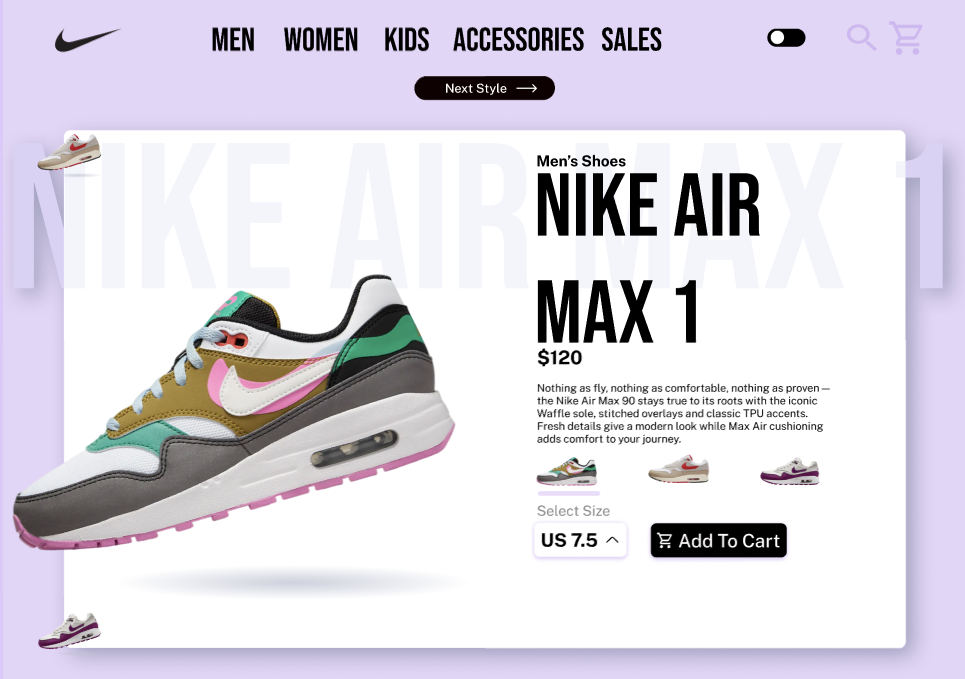 MEN WOMEN KIDS ACCESSORIES SALES
Next Style
NIKE AIR MAX 1
Men's Shoes
NIKE AIR
MAX 1
$120
Nothing as fly, nothing as comfortable, nothing as proven—
the Nike Air Max 90 stays true to its roots with the iconic
Waffle sole, stitched overlays and classic TPU accents.
Fresh details give a modern look while Max Air cushioning
adds comfort to your journey.
Select Size
US 7.5
Add To Cart